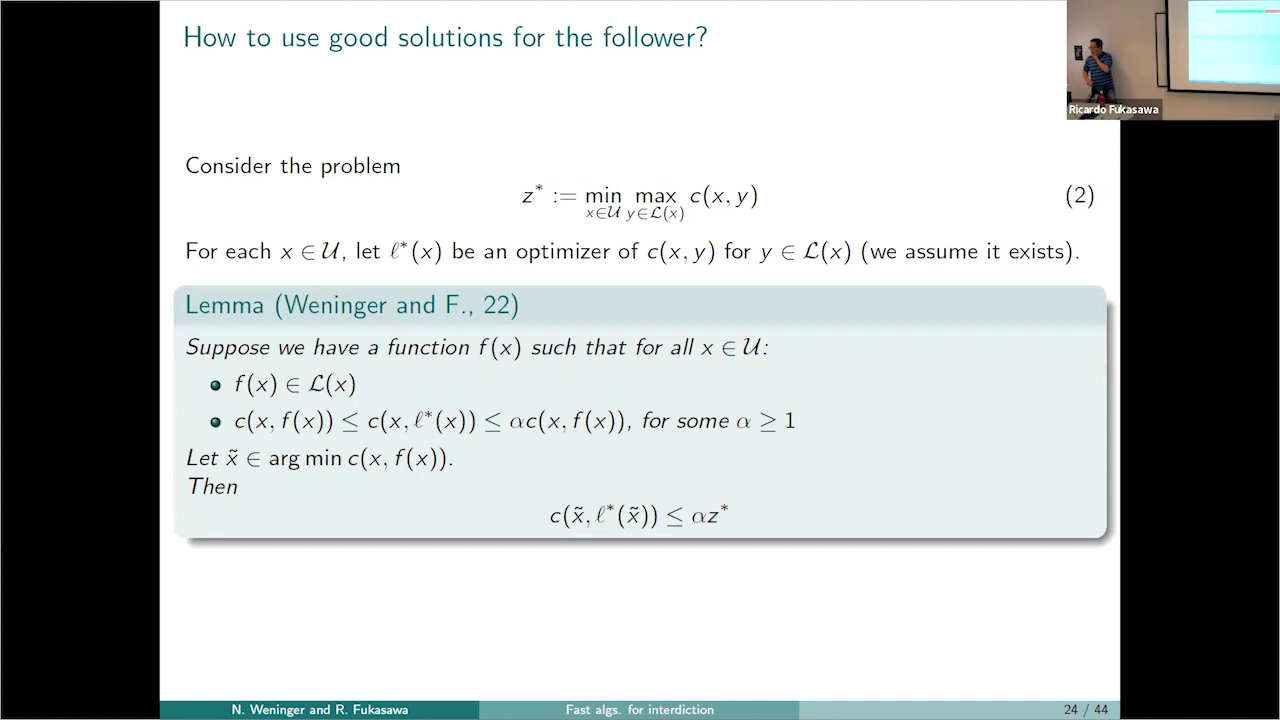 How to use good solutions for the follower?
Ricardo Fukasawa
Consider the problem
z* := min_{x∈𝒰} max_{y∈ℒ(x)} c(x, y) (2)
For each x ∈ 𝒰, let ℓ*(x) be an optimizer of c(x, y) for y ∈ ℒ(x) (we assume it exists).
Lemma (Weninger and F., 22)
Suppose we have a function f(x) such that for all x ∈ 𝒰:
• f(x) ∈ ℒ(x)
• c(x, f(x)) ≤ c(x, ℓ*(x)) ≤ αc(x, f(x)), for some α ≥ 1
Let x̃ ∈ arg min c(x, f(x)).
Then
c(x̃, ℓ*(x̃)) ≤ αz*
N. Weninger and R. Fukasawa Fast algs. for interdiction 24 / 44